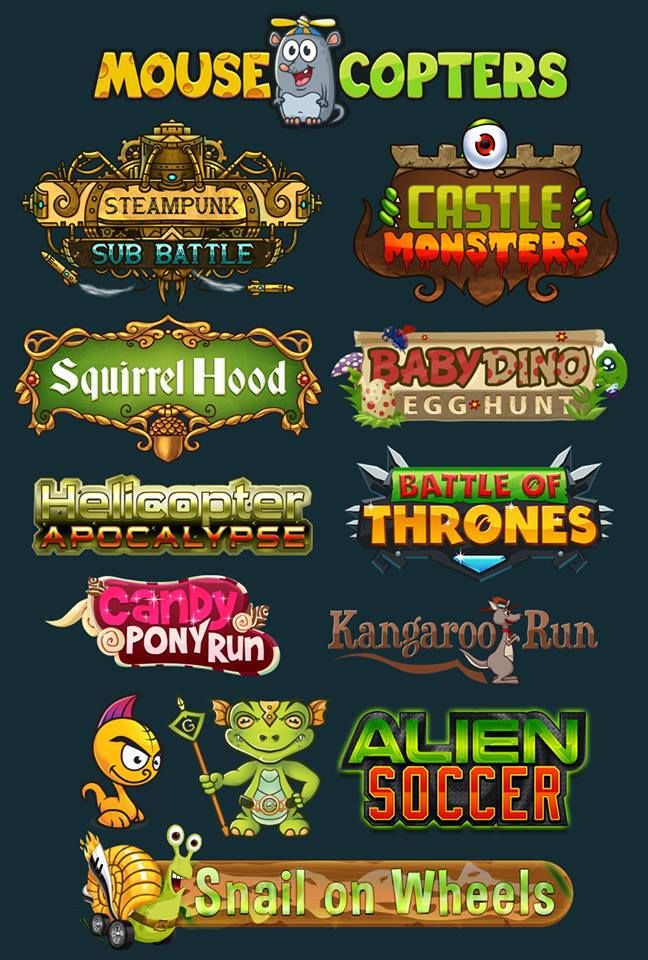 MOUSE COPTERS
STEAMPUNK
SUB BATTLE
CASTLE
MONSTERS
Squirrel Hood
BABY DINO
EGG HUNT
Helicopter
APOCALYPSE
BATTLE OF
THRONES
Candy
PONY RUN
Kangaroo Run
G
G
ALIEN
SOCCER
Snail on Wheels